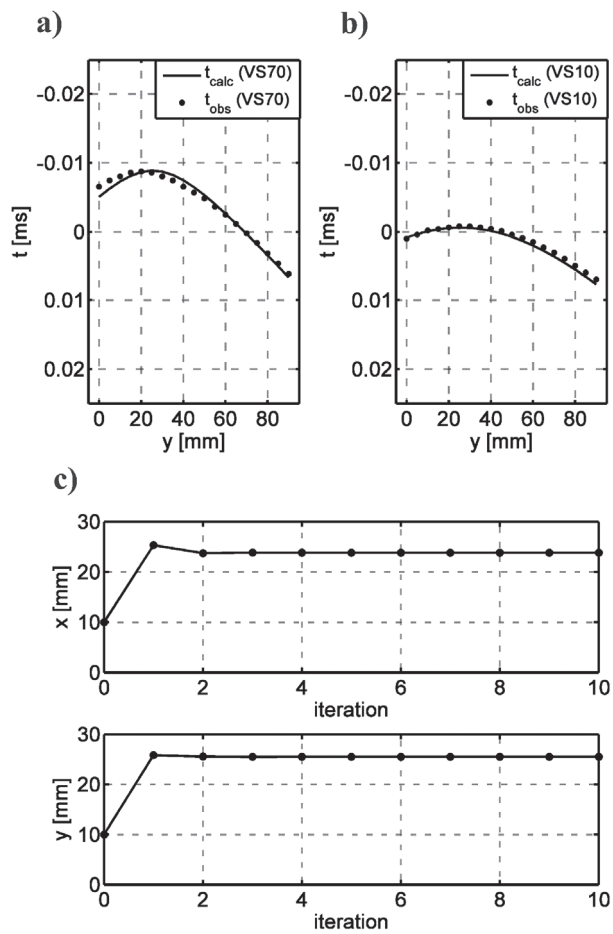 a)
t_calc (VS70)
t_obs (VS70)
-0.02
-0.01
0
0.01
0.02
t [ms]
0 20 40 60 80
y [mm]
b)
t_calc (VS10)
t_obs (VS10)
-0.02
-0.01
0
0.01
0.02
t [ms]
0 20 40 60 80
y [mm]
c)
30
20
10
0
x [mm]
0 2 4 6 8 10
iteration
30
20
10
0
y [mm]
0 2 4 6 8 10
iteration